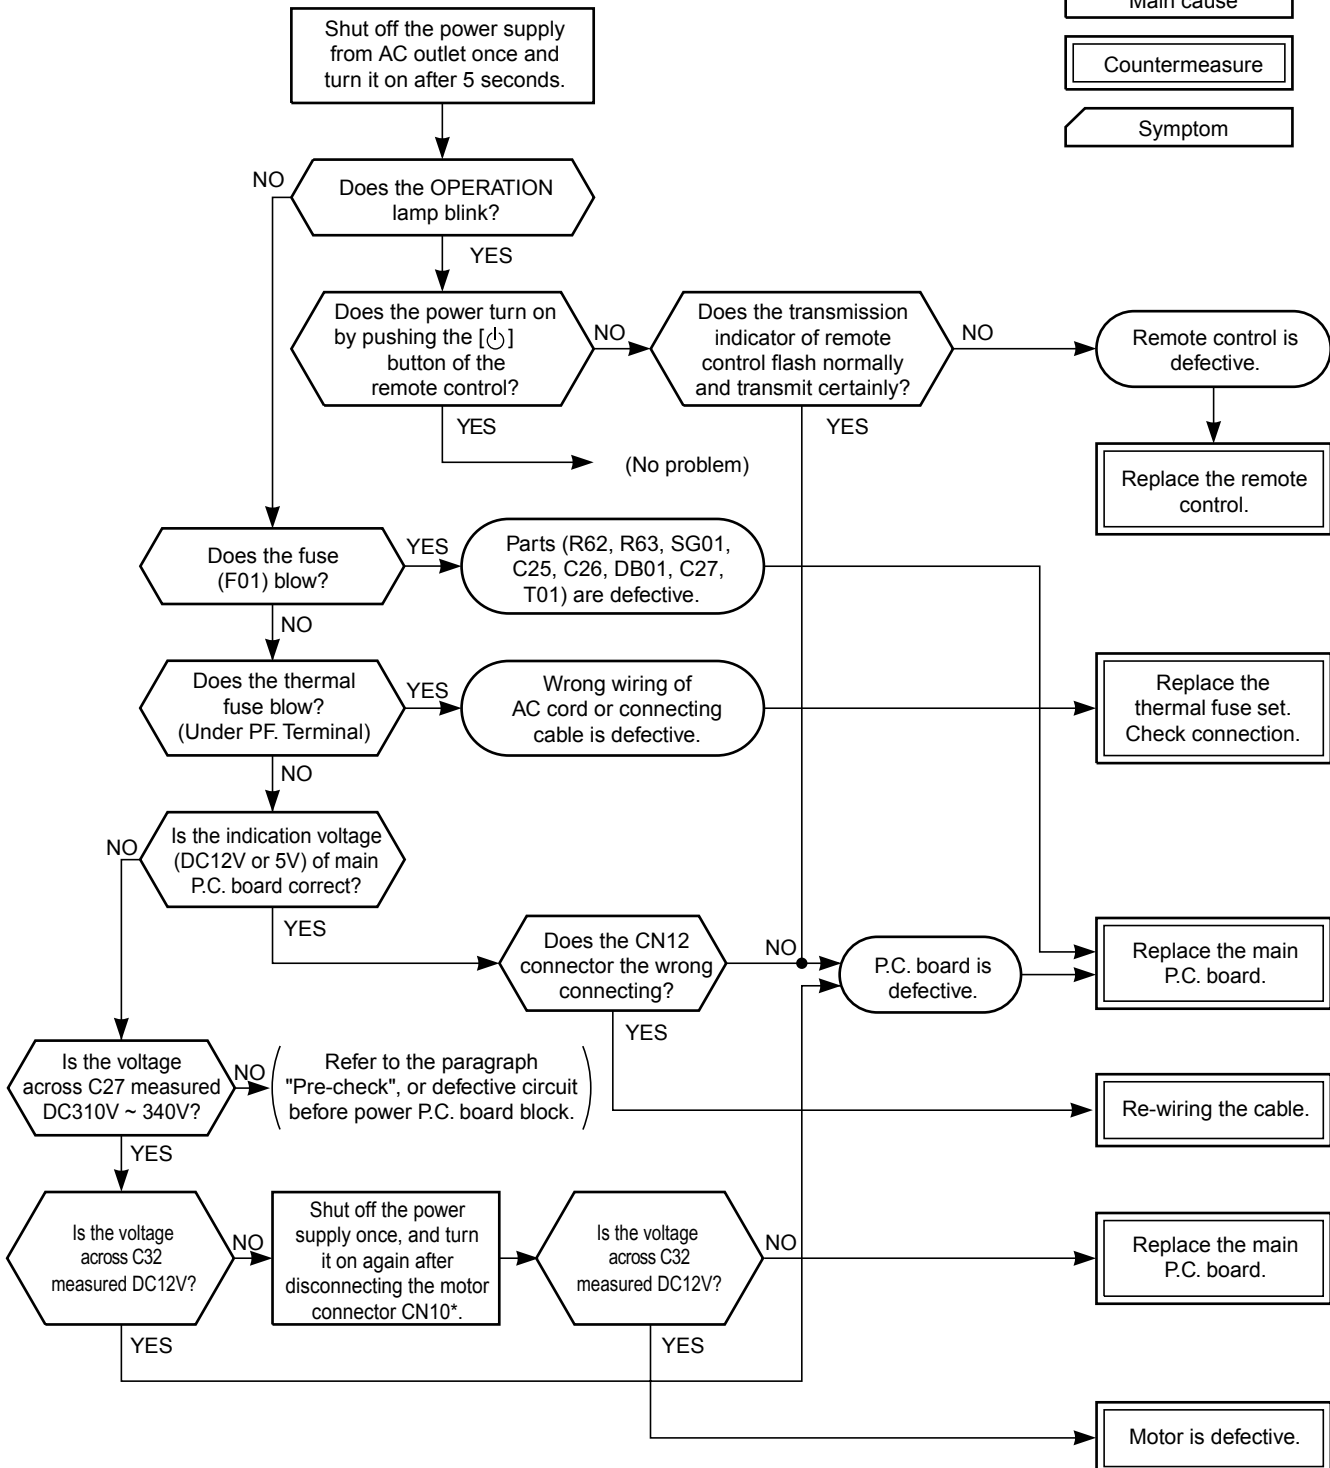 Main cause
Countermeasure
Symptom
Shut off the power supply
from AC outlet once and
turn it on after 5 seconds.
NO
Does the OPERATION
lamp blink?
YES
Does the power turn on
by pushing the [⏻]
button of the
remote control?
NO
Does the transmission
indicator of remote
control flash normally
and transmit certainly?
NO
Remote control is
defective.
YES
YES
(No problem)
Replace the remote
control.
Does the fuse
(F01) blow?
YES
Parts (R62, R63, SG01,
C25, C26, DB01, C27,
T01) are defective.
NO
Does the thermal
fuse blow?
(Under PF. Terminal)
YES
Wrong wiring of
AC cord or connecting
cable is defective.
Replace the
thermal fuse set.
Check connection.
NO
NO
Is the indication voltage
(DC12V or 5V) of main
P.C. board correct?
YES
Does the CN12
connector the wrong
connecting?
NO
P.C. board is
defective.
Replace the main
P.C. board.
YES
Is the voltage
across C27 measured
DC310V ~ 340V?
NO
Refer to the paragraph
"Pre-check", or defective circuit
before power P.C. board block.
Re-wiring the cable.
YES
Is the voltage
across C32
measured DC12V?
NO
Shut off the power
supply once, and turn
it on again after
disconnecting the motor
connector CN10*.
Is the voltage
across C32
measured DC12V?
NO
Replace the main
P.C. board.
YES
YES
Motor is defective.